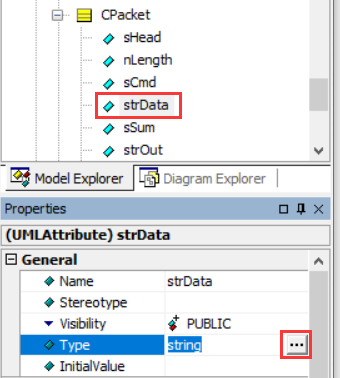 CPacket
sHead
nLength
sCmd
strData
sSum
strOut
Model Explorer Diagram Explorer
Properties
(UMLAttribute) strData
General
Name strData
Stereotype
Visibility PUBLIC
Type string ...
InitialValue